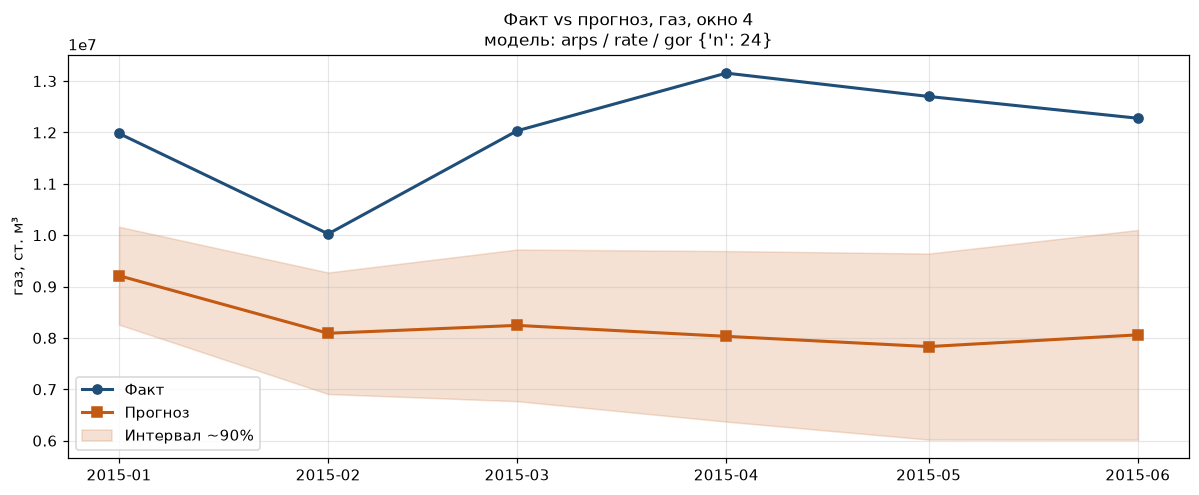 Факт vs прогноз, газ, окно 4
модель: arps / rate / gor {'n': 24}
1e7
газ, ст. м³
1.3
1.2
1.1
1.0
0.9
0.8
0.7
0.6
Факт
Прогноз
Интервал ~90%
2015-01 2015-02 2015-03 2015-04 2015-05 2015-06